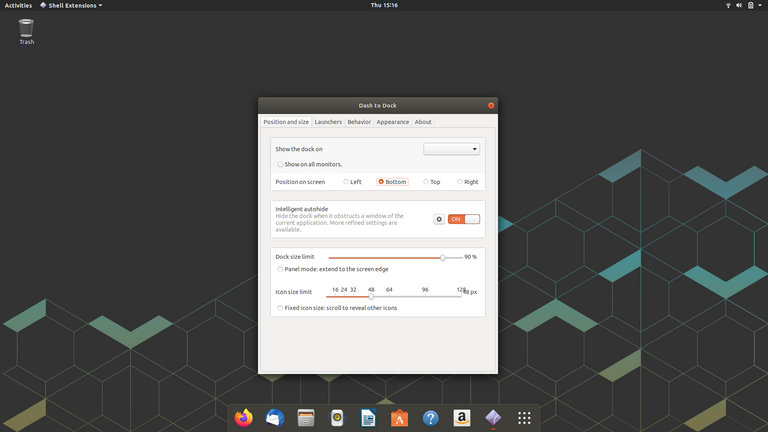 Activities
Shell Extensions
Thu 15:16
Trash
Dash to Dock
Position and size
Launchers
Behavior
Appearance
About
Show the dock on
Show on all monitors.
Position on screen
Left
Bottom
Top
Right
Intelligent autohide
Hide the dock when it obstructs a window of the
current application. More refined settings are
available.
ON
Dock size limit
90 %
Panel mode: extend to the screen edge
16 24 32 48 64 96 128
Icon size limit
px
Fixed icon size: scroll to reveal other icons